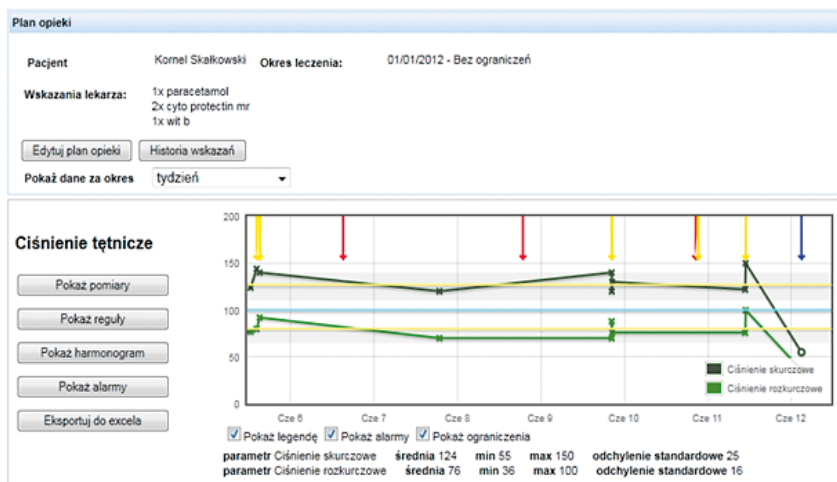 Plan opieki
Pacjent Kornel Skałkowski Okres leczenia: 01/01/2012 - Bez ograniczeń
Wskazania lekarza: 1x paracetamol
2x cyto protectin mr
1x wit b
Edytuj plan opieki Historia wskazań
Pokaż dane za okres tydzień
Ciśnienie tętnicze
Pokaż pomiary
Pokaż reguły
Pokaż harmonogram
Pokaż alarmy
Eksportuj do excela
200
150
100
50
0
Ciśnienie skurczowe
Ciśnienie rozkurczowe
Cze 6 Cze 7 Cze 8 Cze 9 Cze 10 Cze 11 Cze 12
Pokaż legendę Pokaż alarmy Pokaż ograniczenia
parametr Ciśnienie skurczowe średnia 124 min 55 max 150 odchylenie standardowe 25
parametr Ciśnienie rozkurczowe średnia 76 min 36 max 100 odchylenie standardowe 16